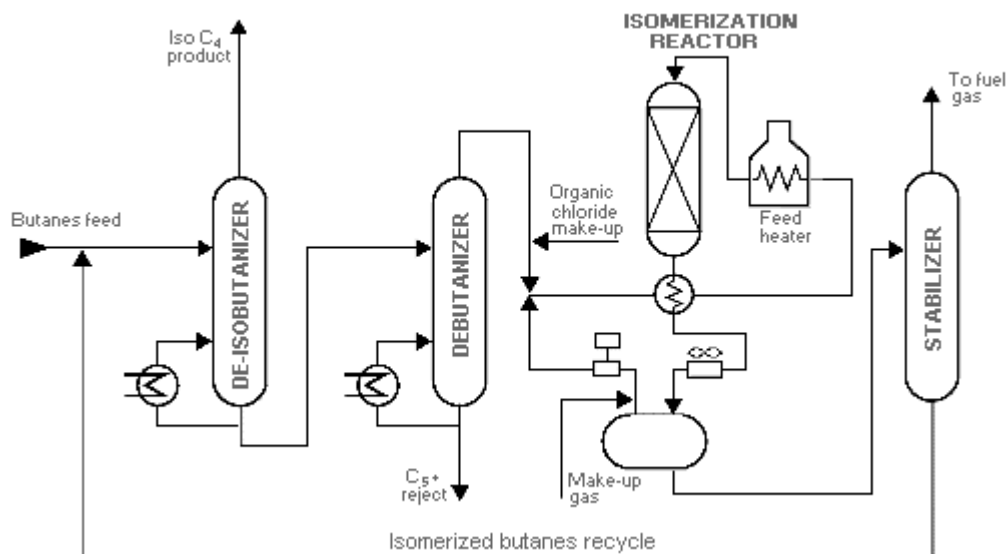 ISOMERIZATION
REACTOR
Iso C₄
product
To fuel
gas
Butanes feed
DE-ISOBUTANIZER
DEBUTANIZER
Organic
chloride
make-up
Feed
heater
STABILIZER
C₅+
reject
Make-up
gas
Isomerized butanes recycle